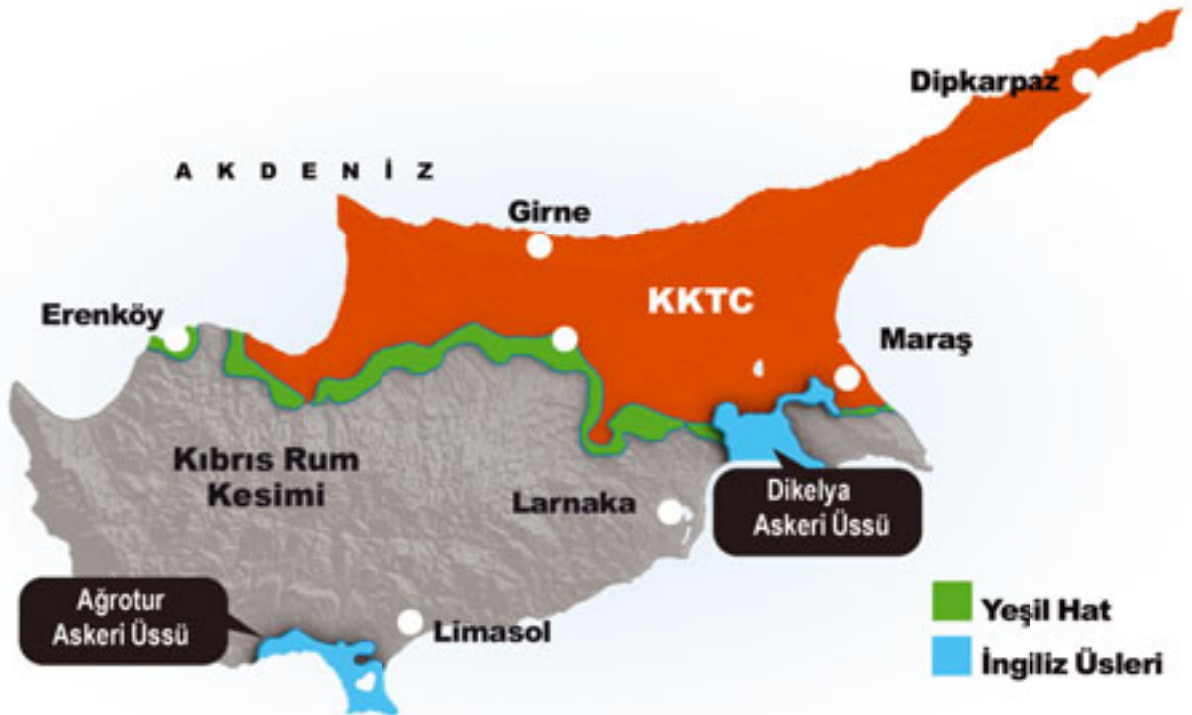 Dipkarpaz
A K D E N İ Z
Girne
KKTC
Erenköy
Maraş
Kıbrıs Rum
Kesimi
Larnaka
Dikelya
Askeri Üssü
Ağrotur
Askeri Üssü
Limasol
Yeşil Hat
İngiliz Üsleri